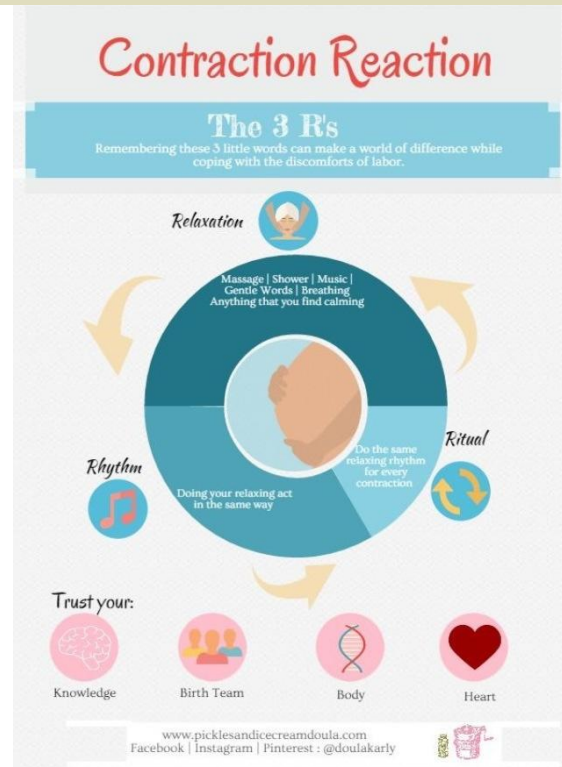 Contraction Reaction
The 3 R's
Remembering these 3 little words can make a world of difference while
coping with the discomforts of labor.
Relaxation
Massage | Shower | Music |
Gentle Words | Breathing
Anything that you find calming
Rhythm
Doing your relaxing act
in the same way
Ritual
Do the same
relaxing rhythm
for every
contraction
Trust your:
Knowledge
Birth Team
Body
Heart
www.picklesandicecreamdoula.com
Facebook | Instagram | Pinterest : @doulakarly